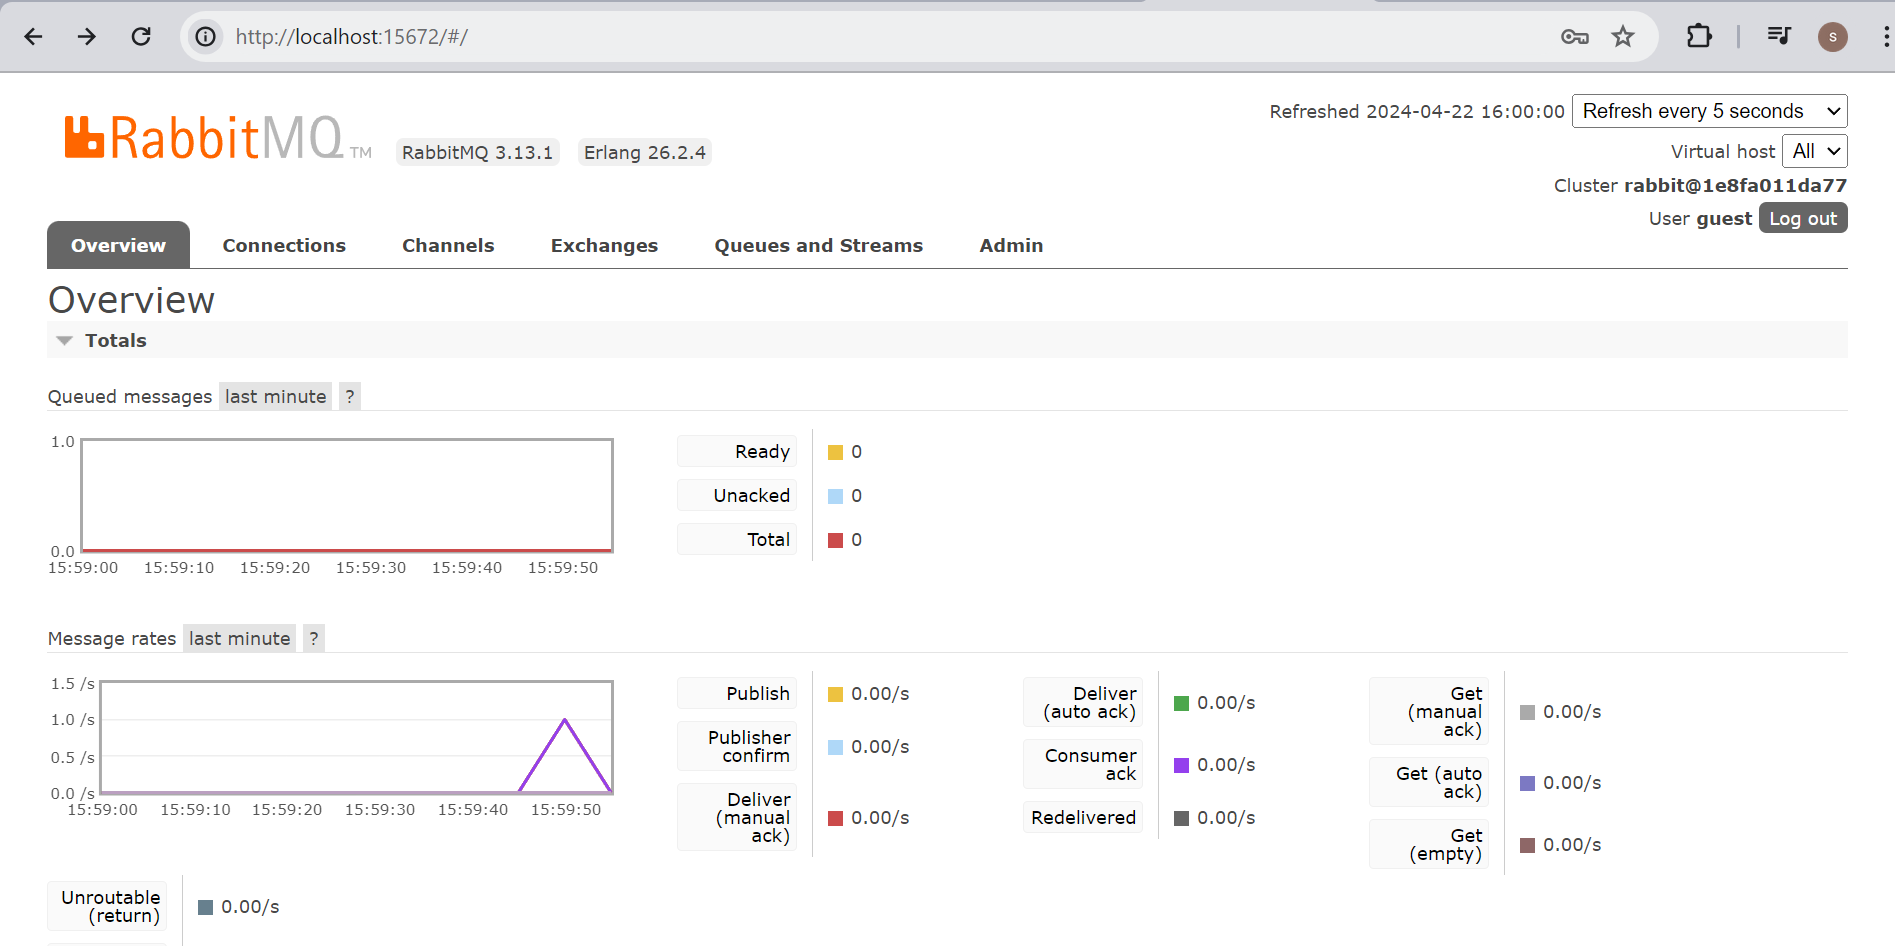 http://localhost:15672/#/
S
RabbitMQ TM
RabbitMQ 3.13.1
Erlang 26.2.4
Refreshed 2024-04-22 16:00:00
Refresh every 5 seconds
Virtual host
All
Cluster rabbit@1e8fa011da77
User guest
Log out
Overview
Connections
Channels
Exchanges
Queues and Streams
Admin
Overview
Totals
Queued messages last minute ?
1.0
0.0
15:59:00 15:59:10 15:59:20 15:59:30 15:59:40 15:59:50
Ready 0
Unacked 0
Total 0
Message rates last minute ?
1.5 /s
1.0 /s
0.5 /s
0.0 /s
15:59:00 15:59:10 15:59:20 15:59:30 15:59:40 15:59:50
Publish 0.00/s
Publisher
confirm
0.00/s
Deliver
(manual
ack)
0.00/s
Deliver
(auto ack)
0.00/s
Consumer
ack
0.00/s
Redelivered 0.00/s
Get
(manual
ack)
0.00/s
Get (auto
ack)
0.00/s
Get
(empty)
0.00/s
Unroutable
(return)
0.00/s